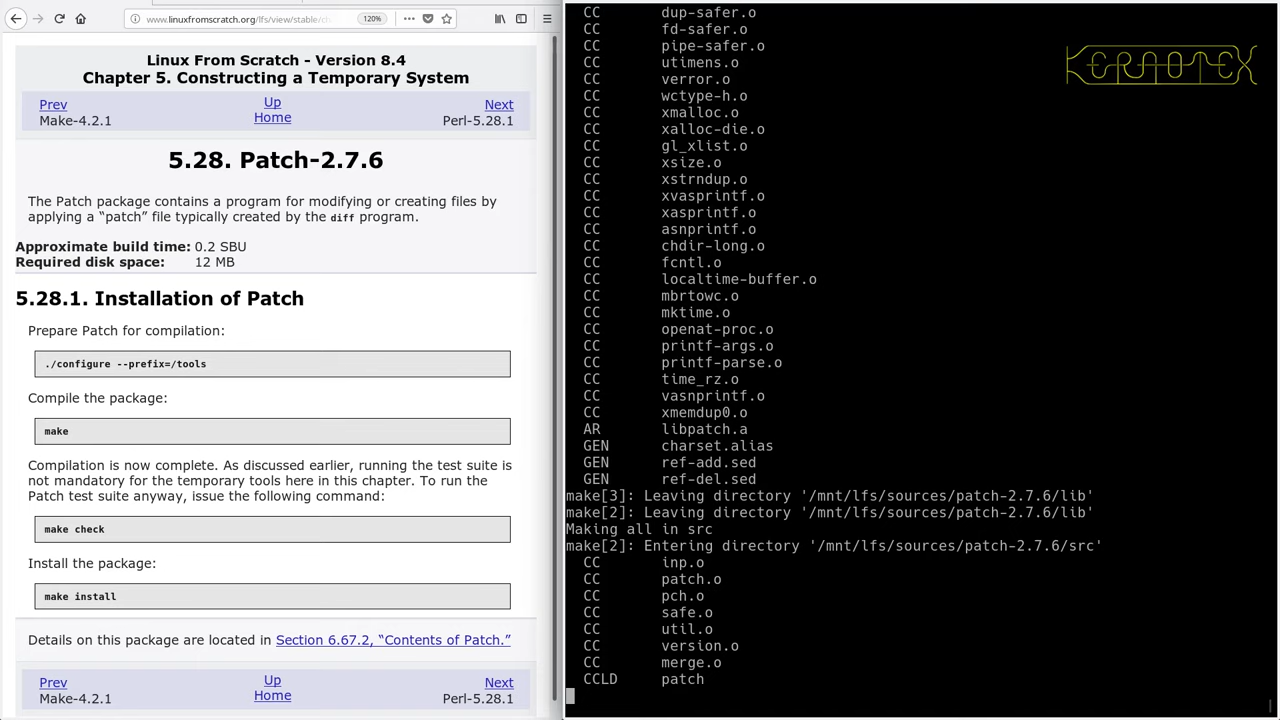 www.linuxfromscratch.org/lfs/view/stable/ch
120%
Linux From Scratch - Version 8.4
Chapter 5. Constructing a Temporary System
Prev
Up
Next
Make-4.2.1
Home
Perl-5.28.1
5.28. Patch-2.7.6
The Patch package contains a program for modifying or creating files by
applying a “patch” file typically created by the diff program.
Approximate build time: 0.2 SBU
Required disk space: 12 MB
5.28.1. Installation of Patch
Prepare Patch for compilation:
./configure --prefix=/tools
Compile the package:
make
Compilation is now complete. As discussed earlier, running the test suite is
not mandatory for the temporary tools here in this chapter. To run the
Patch test suite anyway, issue the following command:
make check
Install the package:
make install
Details on this package are located in Section 6.67.2, “Contents of Patch.”
Prev
Up
Next
Make-4.2.1
Home
Perl-5.28.1
CC dup-safer.o
CC fd-safer.o
CC pipe-safer.o
CC utimens.o
CC verror.o
CC wctype-h.o
CC xmalloc.o
CC xalloc-die.o
CC gl_xlist.o
CC xsize.o
CC xstrndup.o
CC xvasprintf.o
CC xasprintf.o
CC asnprintf.o
CC chdir-long.o
CC fcntl.o
CC localtime-buffer.o
CC mbrtowc.o
CC mktime.o
CC openat-proc.o
CC printf-args.o
CC printf-parse.o
CC time_rz.o
CC vasnprintf.o
CC xmemdup0.o
AR libpatch.a
GEN charset.alias
GEN ref-add.sed
GEN ref-del.sed
make[3]: Leaving directory '/mnt/lfs/sources/patch-2.7.6/lib'
make[2]: Leaving directory '/mnt/lfs/sources/patch-2.7.6/lib'
Making all in src
make[2]: Entering directory '/mnt/lfs/sources/patch-2.7.6/src'
CC inp.o
CC patch.o
CC pch.o
CC safe.o
CC util.o
CC version.o
CC merge.o
CCLD patch
KERAOTEX